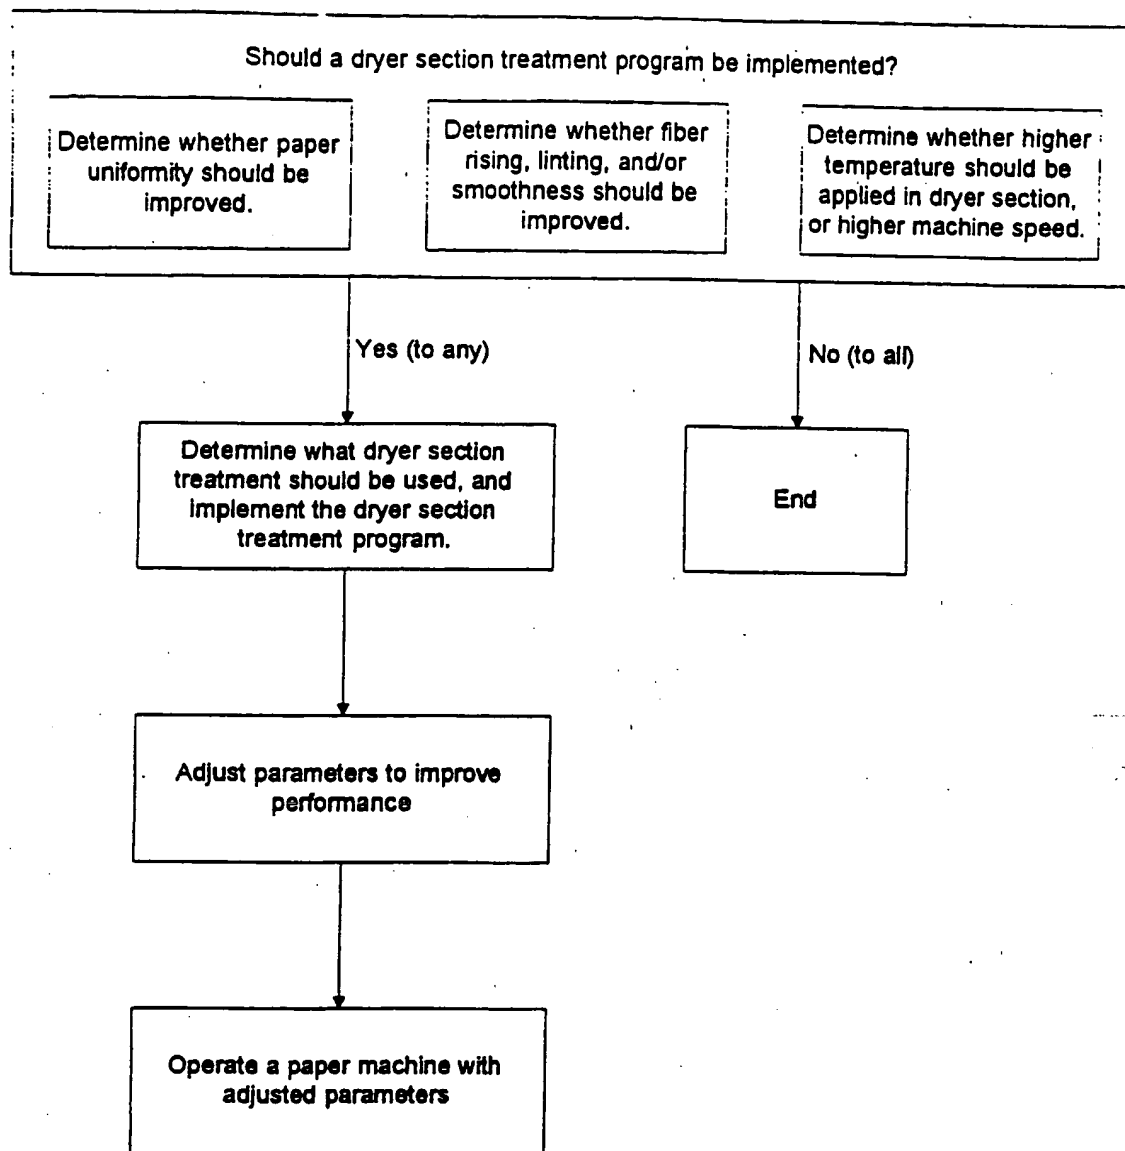 Should a dryer section treatment program be implemented?
Determine whether paper
uniformity should be
improved.
Determine whether fiber
rising, linting, and/or
smoothness should be
improved.
Determine whether higher
temperature should be
applied in dryer section,
or higher machine speed.
Yes (to any)
No (to all)
Determine what dryer section
treatment should be used, and
implement the dryer section
treatment program.
End
Adjust parameters to improve
performance
Operate a paper machine with
adjusted parameters